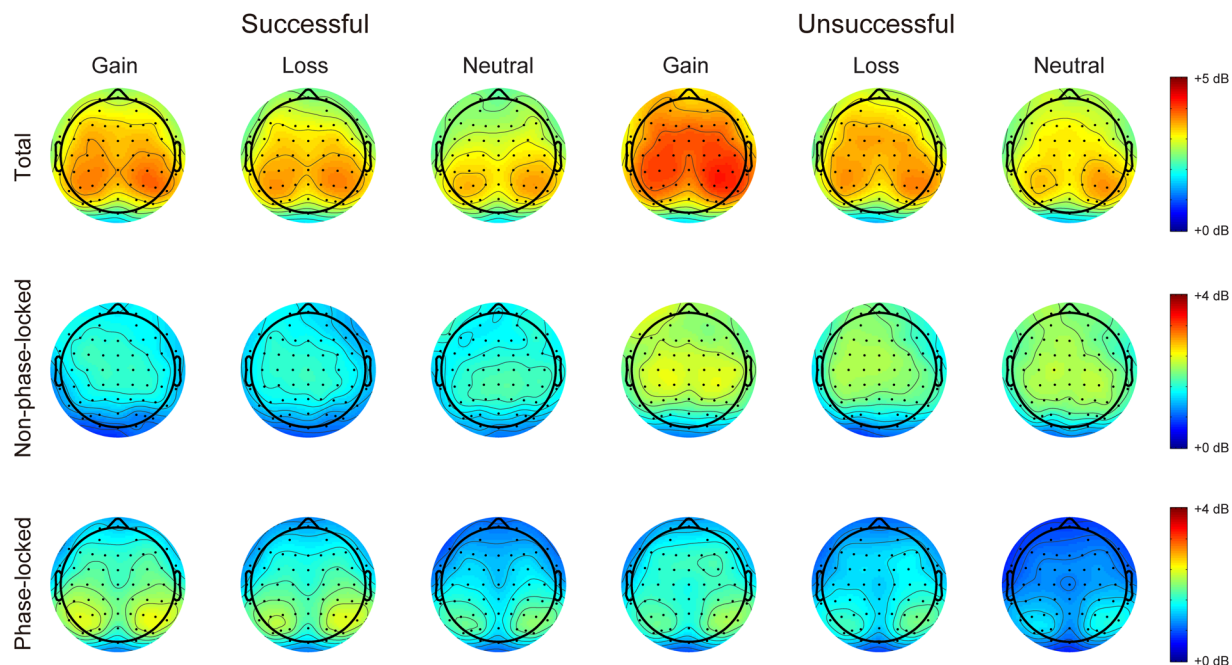 Successful Unsuccessful
Gain Loss Neutral Gain Loss Neutral
Total
+5 dB
+0 dB
Non-phase-locked
+4 dB
+0 dB
Phase-locked
+4 dB
+0 dB